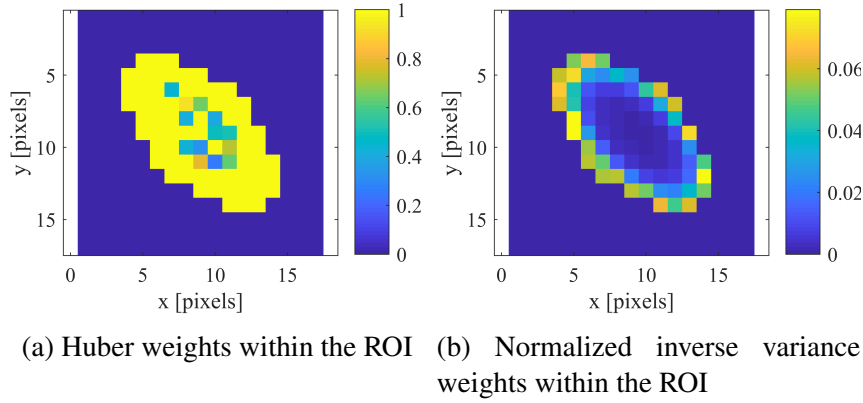 1
0.8
0.6
0.4
0.2
0
5
10
15
0 5 10 15
y [pixels]
x [pixels]
0.06
0.04
0.02
0
5
10
15
0 5 10 15
y [pixels]
x [pixels]
(a) Huber weights within the ROI
(b) Normalized inverse variance
weights within the ROI